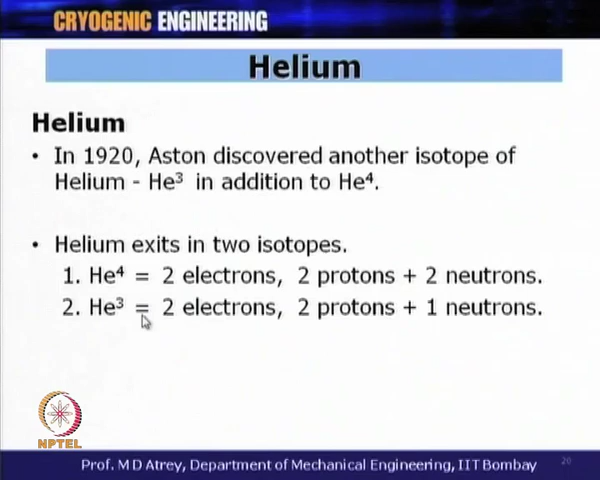 CRYOGENIC ENGINEERING
Helium
Helium
• In 1920, Aston discovered another isotope of
Helium - He³ in addition to He⁴.
• Helium exits in two isotopes.
1. He⁴ = 2 electrons, 2 protons + 2 neutrons.
2. He³ = 2 electrons, 2 protons + 1 neutrons.
NPTEL
Prof. M D Atrey, Department of Mechanical Engineering, IIT Bombay
20